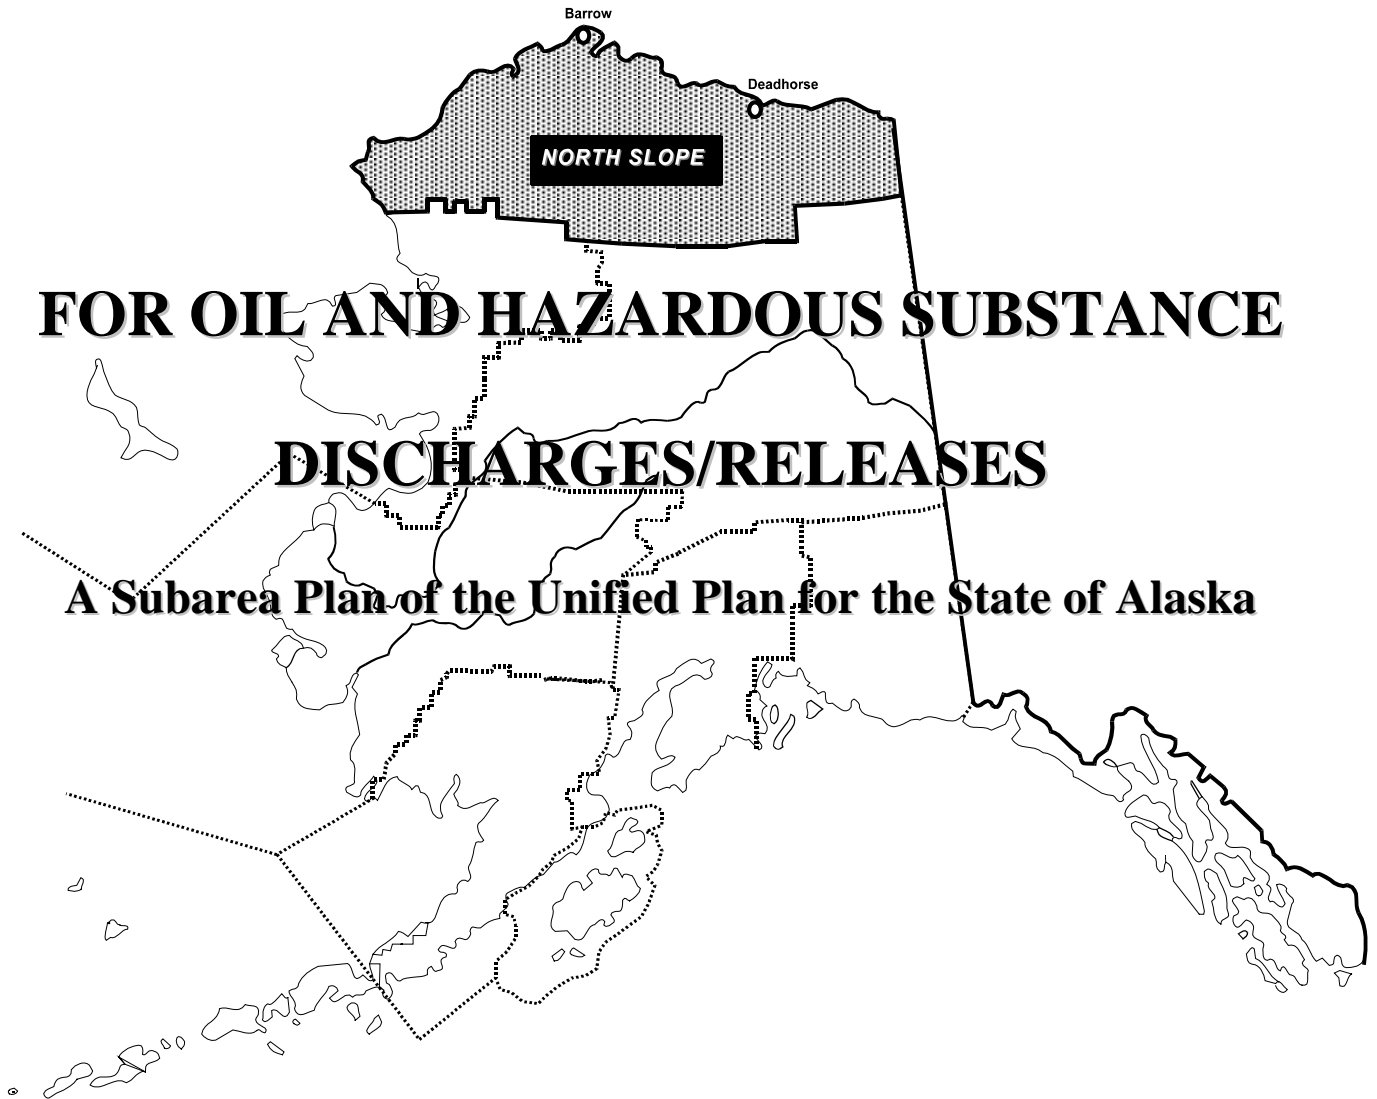 Barrow
Deadhorse
NORTH SLOPE
FOR OIL AND HAZARDOUS SUBSTANCE
DISCHARGES/RELEASES
A Subarea Plan of the Unified Plan for the State of Alaska